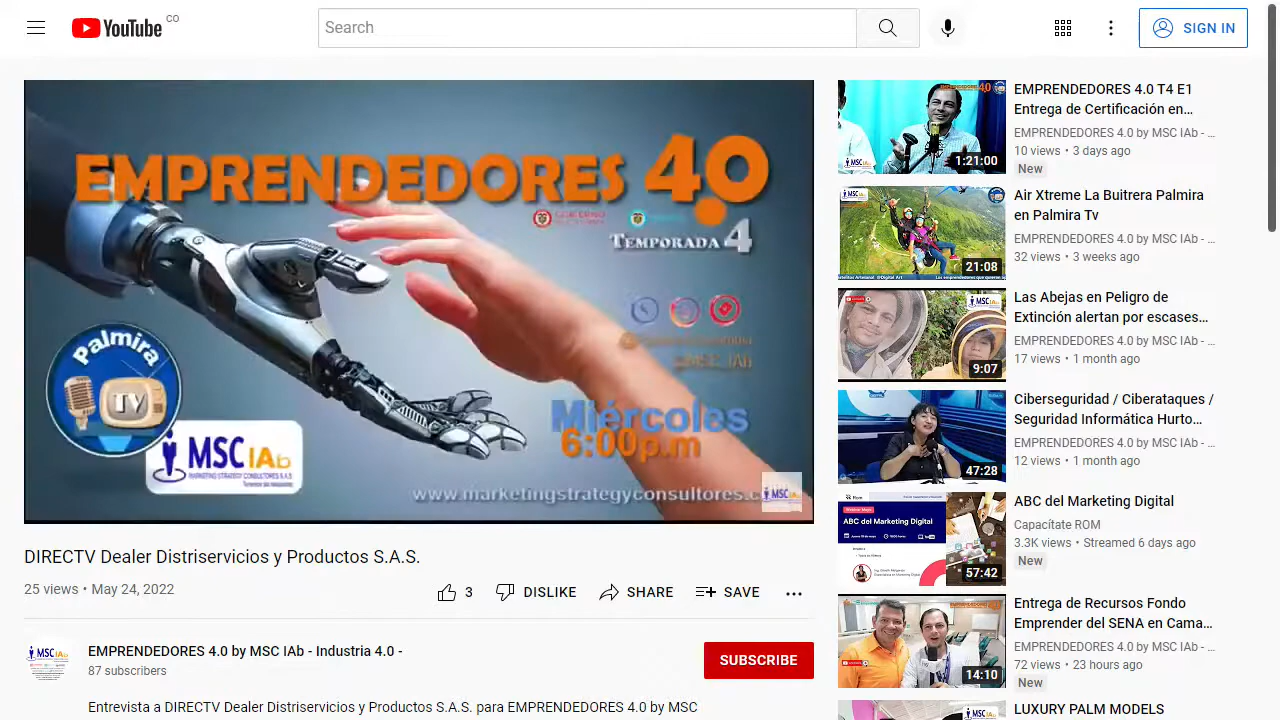 YouTube
CO
Search
SIGN IN
EMPRENDEDORES 4.0
TEMPORADA 4
Palmira
TV
MSC IAb
MARKETING STRATEGY CONSULTORES S.A.S
Miércoles
6:00p.m
www.marketingstrategyconsultores.c
MSC IAb
DIRECTV Dealer Distriservicios y Productos S.A.S.
25 views • May 24, 2022
3
DISLIKE
SHARE
SAVE
MSC IAb
EMPRENDEDORES 4.0 by MSC IAb - Industria 4.0 -
87 subscribers
SUBSCRIBE
Entrevista a DIRECTV Dealer Distriservicios y Productos S.A.S. para EMPRENDEDORES 4.0 by MSC
1:21:00
EMPRENDEDORES 4.0 T4 E1
Entrega de Certificación en...
EMPRENDEDORES 4.0 by MSC IAb - ...
10 views • 3 days ago
New
21:08
Air Xtreme La Buitrera Palmira
en Palmira Tv
EMPRENDEDORES 4.0 by MSC IAb - ...
32 views • 3 weeks ago
9:07
Las Abejas en Peligro de
Extinción alertan por escases...
EMPRENDEDORES 4.0 by MSC IAb - ...
17 views • 1 month ago
47:28
Ciberseguridad / Ciberataques /
Seguridad Informática Hurto...
EMPRENDEDORES 4.0 by MSC IAb - ...
12 views • 1 month ago
ABC del Marketing Digital
57:42
ABC del Marketing Digital
Capacítate ROM
3.3K views • Streamed 6 days ago
New
14:10
Entrega de Recursos Fondo
Emprender del SENA en Cama...
EMPRENDEDORES 4.0 by MSC IAb - ...
72 views • 23 hours ago
New
LUXURY PALM MODELS